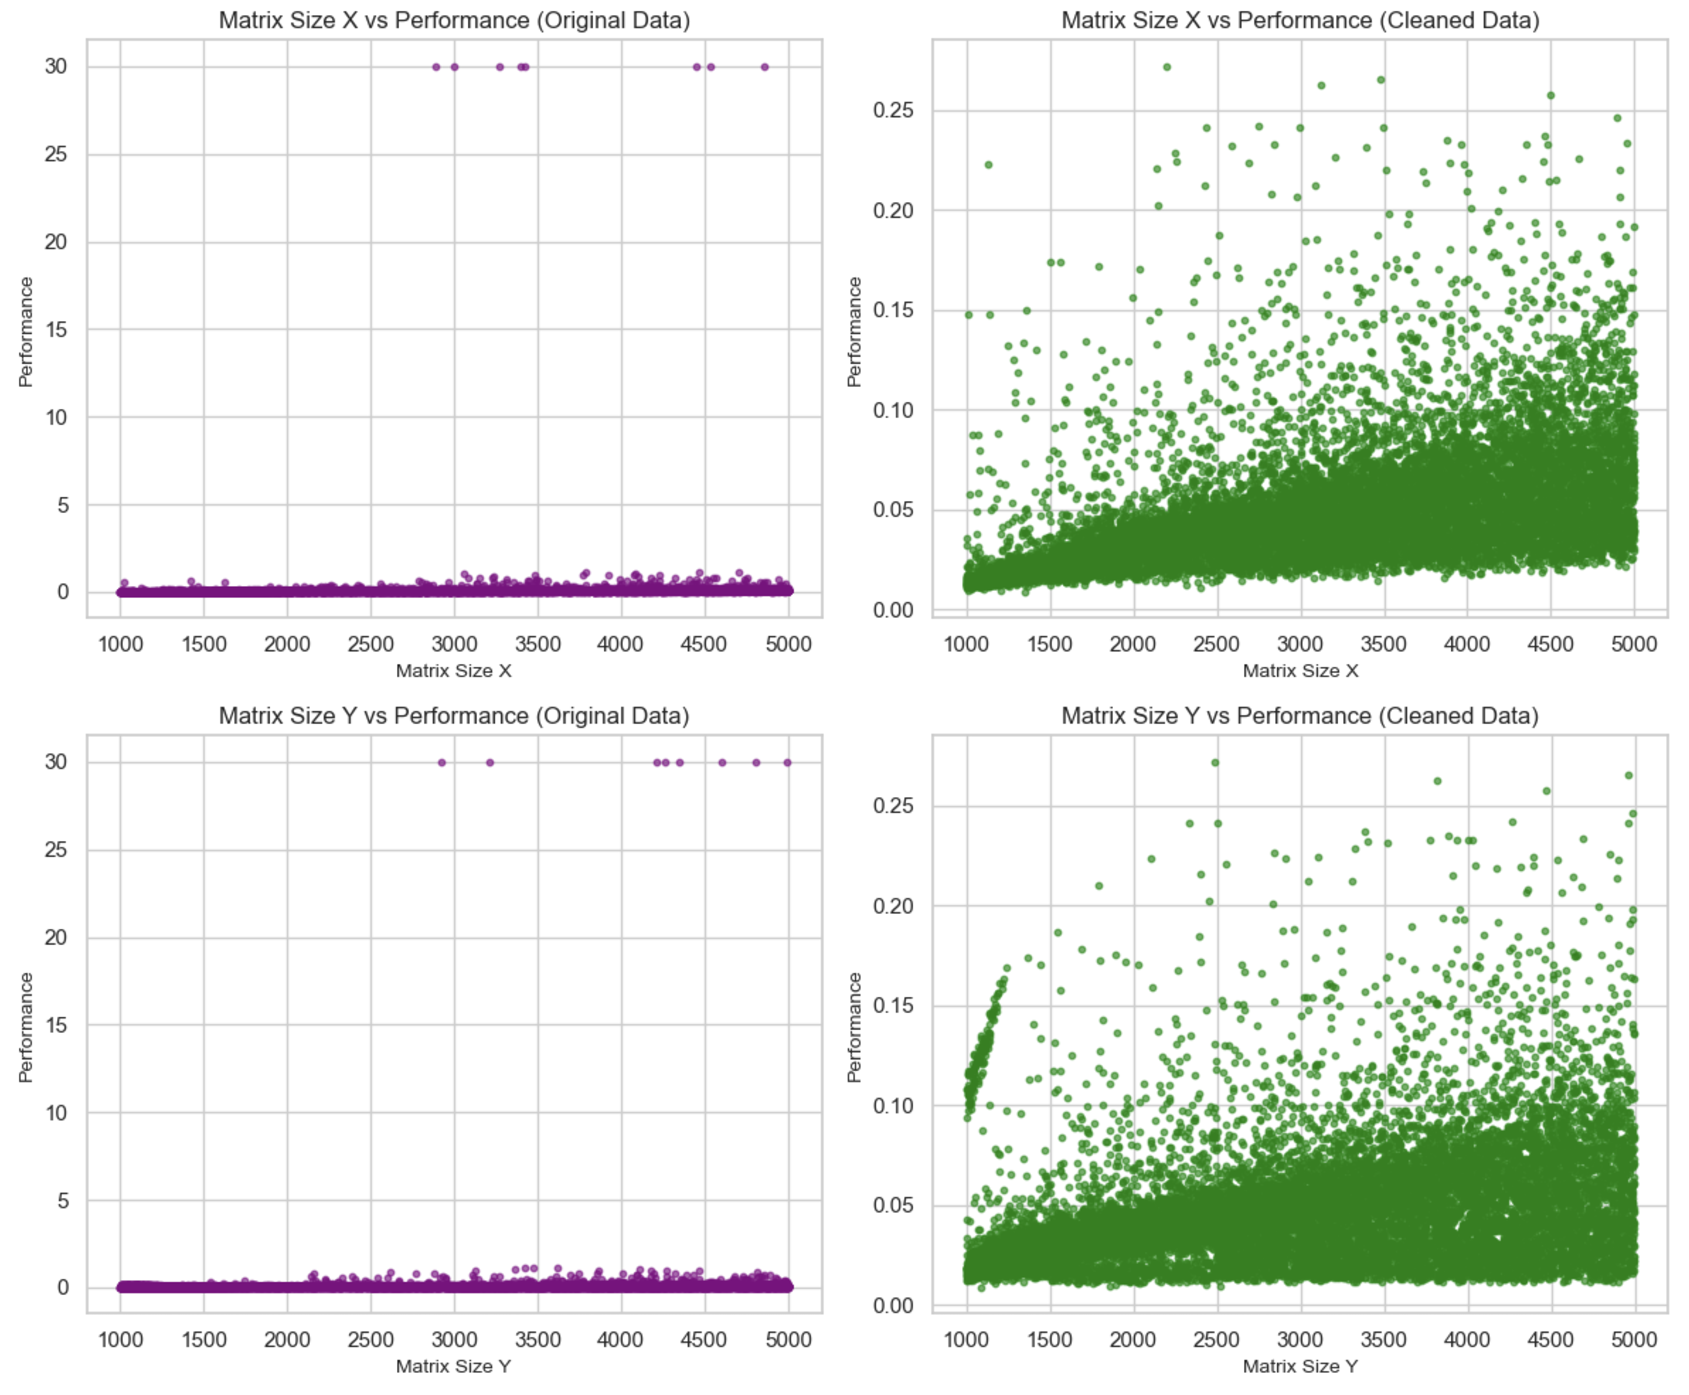 Matrix Size X vs Performance (Original Data)
30
25
20
15
10
5
0
Performance
1000 1500 2000 2500 3000 3500 4000 4500 5000
Matrix Size X
Matrix Size X vs Performance (Cleaned Data)
0.25
0.20
0.15
0.10
0.05
0.00
Performance
1000 1500 2000 2500 3000 3500 4000 4500 5000
Matrix Size X
Matrix Size Y vs Performance (Original Data)
30
25
20
15
10
5
0
Performance
1000 1500 2000 2500 3000 3500 4000 4500 5000
Matrix Size Y
Matrix Size Y vs Performance (Cleaned Data)
0.25
0.20
0.15
0.10
0.05
0.00
Performance
1000 1500 2000 2500 3000 3500 4000 4500 5000
Matrix Size Y